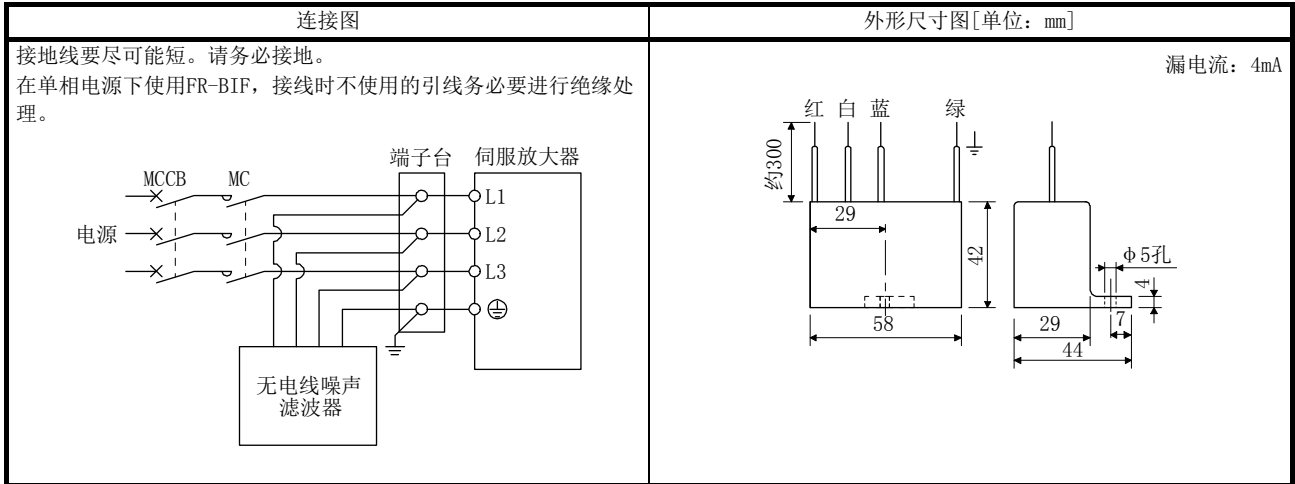 连接图
外形尺寸图[单位：mm]
接地线要尽可能短。请务必接地。
在单相电源下使用FR-BIF，接线时不使用的引线务必要进行绝缘处
理。
端子台
伺服放大器
MCCB
MC
L1
电源
L2
L3
无电线噪声
滤波器
漏电流：4mA
红 白 蓝 绿
约300
29
42
58
φ5孔
4
29
7
44